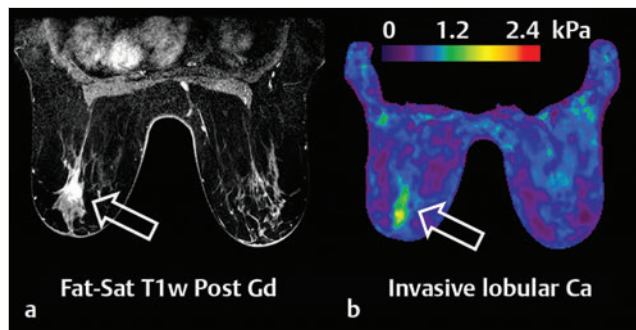 0 1.2 2.4 kPa
Fat-Sat T1w Post Gd
Invasive lobular Ca
a
b